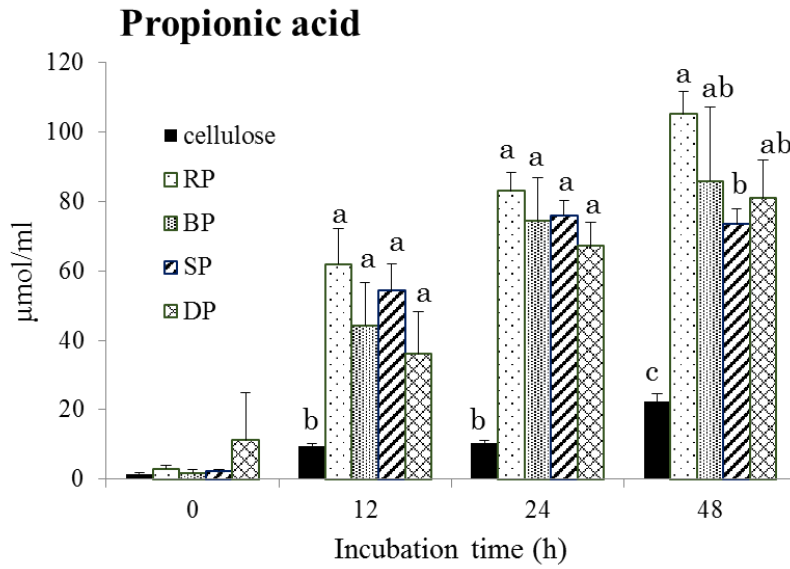 Propionic acid
120
100
80
60
40
20
0
μmol/ml
cellulose
RP
BP
SP
DP
b
a
a
a
a
b
a
a
a
a
c
a
ab
b
ab
0
12
24
48
Incubation time (h)